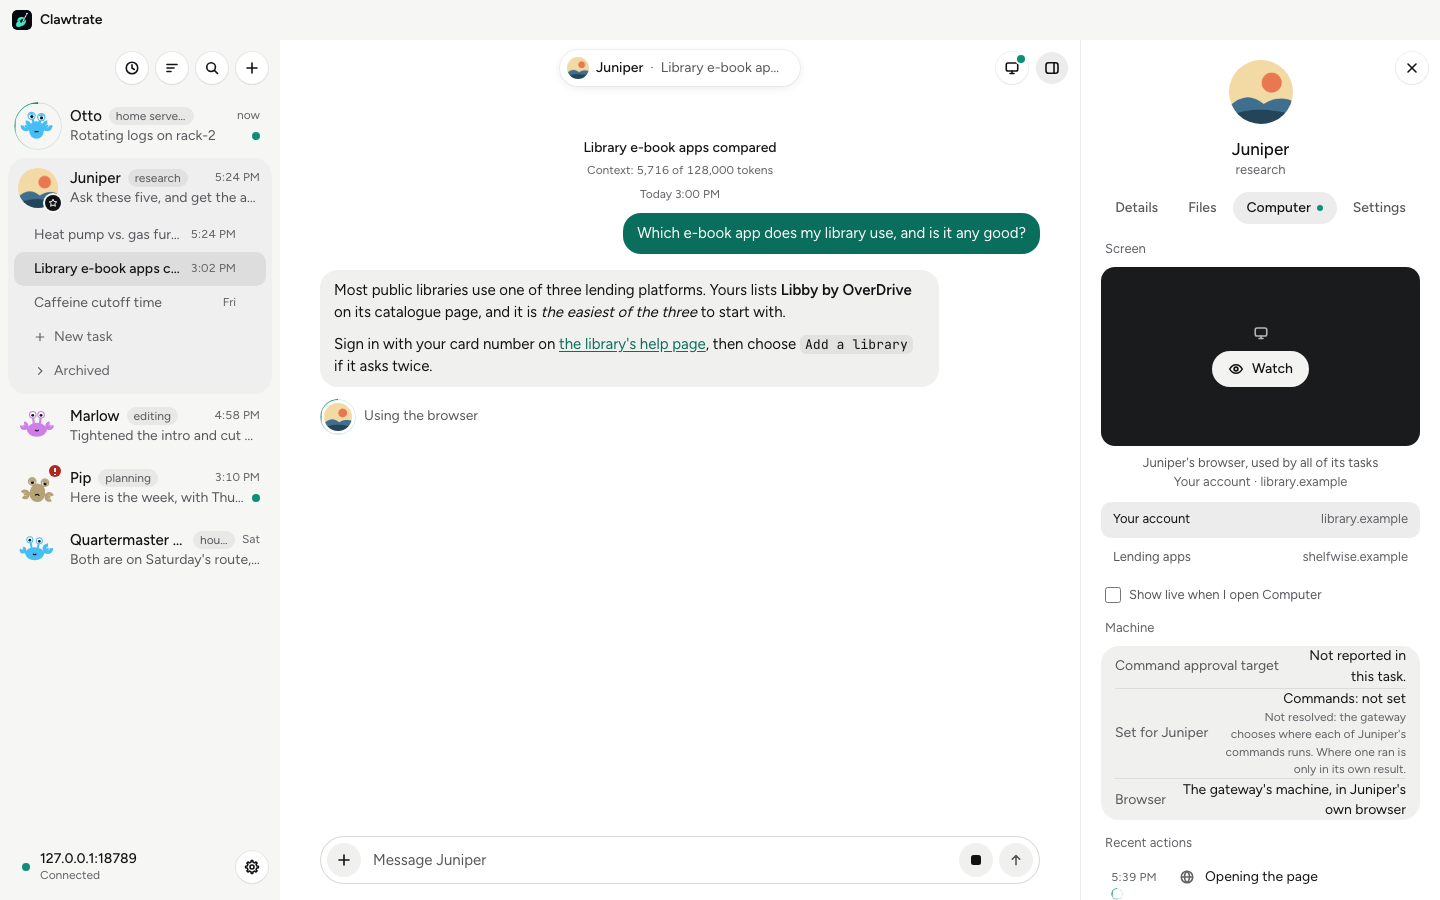 Clawtrate
Otto home serve... now
Rotating logs on rack-2
Juniper research 5:24 PM
Ask these five, and get the a...
Heat pump vs. gas fur... 5:24 PM
Library e-book apps c... 3:02 PM
Caffeine cutoff time Fri
New task
Archived
Marlow editing 4:58 PM
Tightened the intro and cut ...
Pip planning 3:10 PM
Here is the week, with Thu...
Quartermaster ... hou... Sat
Both are on Saturday's route,...
127.0.0.1:18789
Connected
Juniper · Library e-book ap...
Library e-book apps compared
Context: 5,716 of 128,000 tokens
Today 3:00 PM
Which e-book app does my library use, and is it any good?
Most public libraries use one of three lending platforms. Yours lists Libby by OverDrive
on its catalogue page, and it is the easiest of the three to start with.
Sign in with your card number on the library's help page, then choose Add a library
if it asks twice.
Using the browser
Message Juniper
Juniper
research
Details Files Computer Settings
Screen
Watch
Juniper's browser, used by all of its tasks
Your account · library.example
Your account library.example
Lending apps shelfwise.example
Show live when I open Computer
Machine
Command approval target Not reported in
this task.
Set for Juniper Commands: not set
Not resolved: the gateway
chooses where each of Juniper's
commands runs. Where one ran is
only in its own result.
Browser The gateway's machine, in Juniper's
own browser
Recent actions
5:39 PM Opening the page